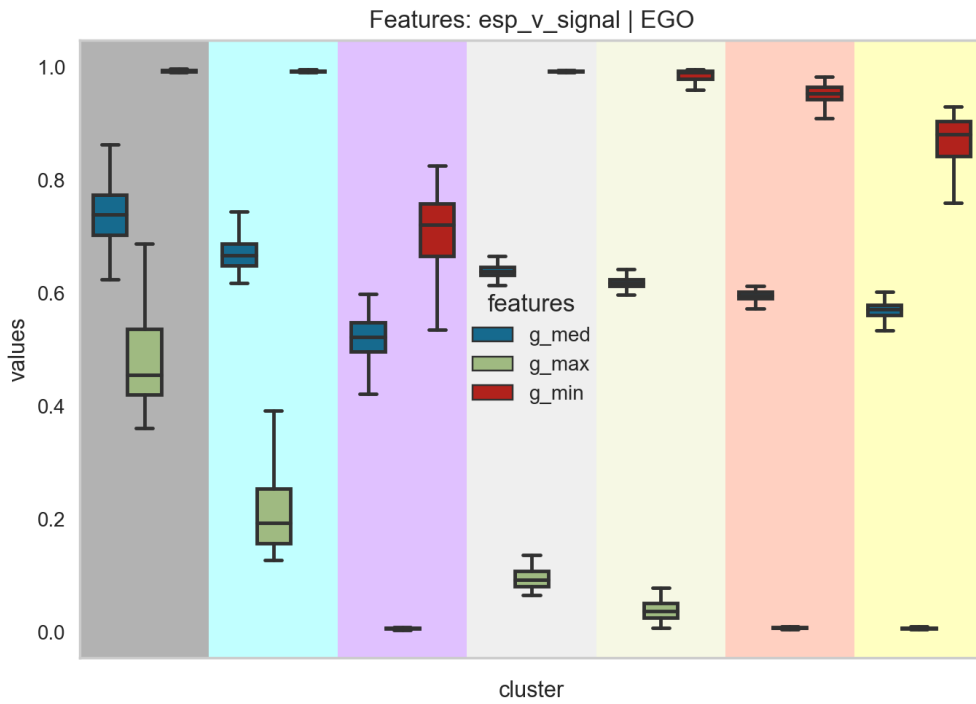 Features: esp_v_signal | EGO
1.0
0.8
0.6
0.4
0.2
0.0
values
features
g_med
g_max
g_min
cluster